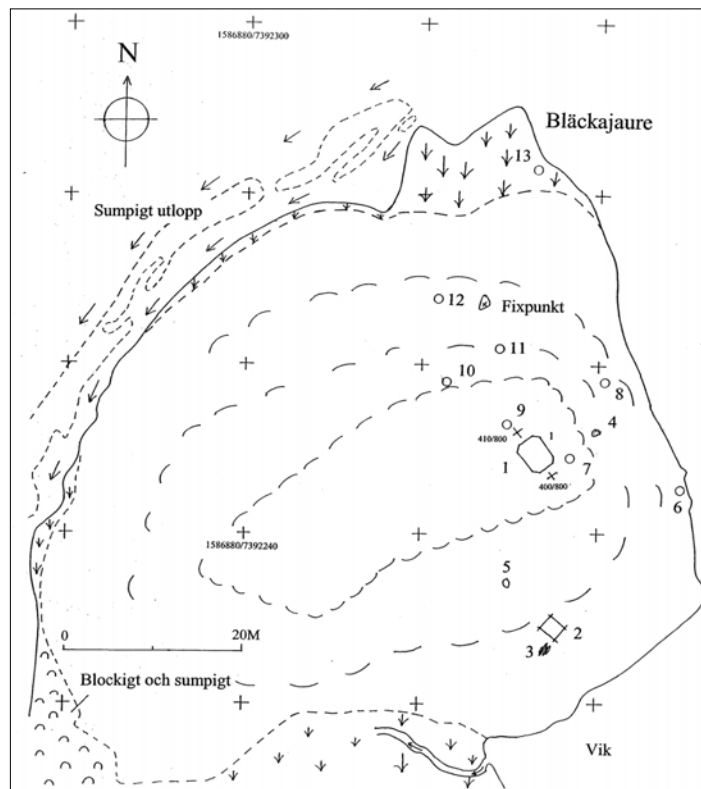 1586880/7392300
N
Bläckajaure
13
Sumpigt utlopp
12
Fixpunkt
11
10
8
9
4
410/800
1
1
7
400/800
6
1586880/7392240
5
0
20M
2
3
Blockigt och sumpigt
Vik